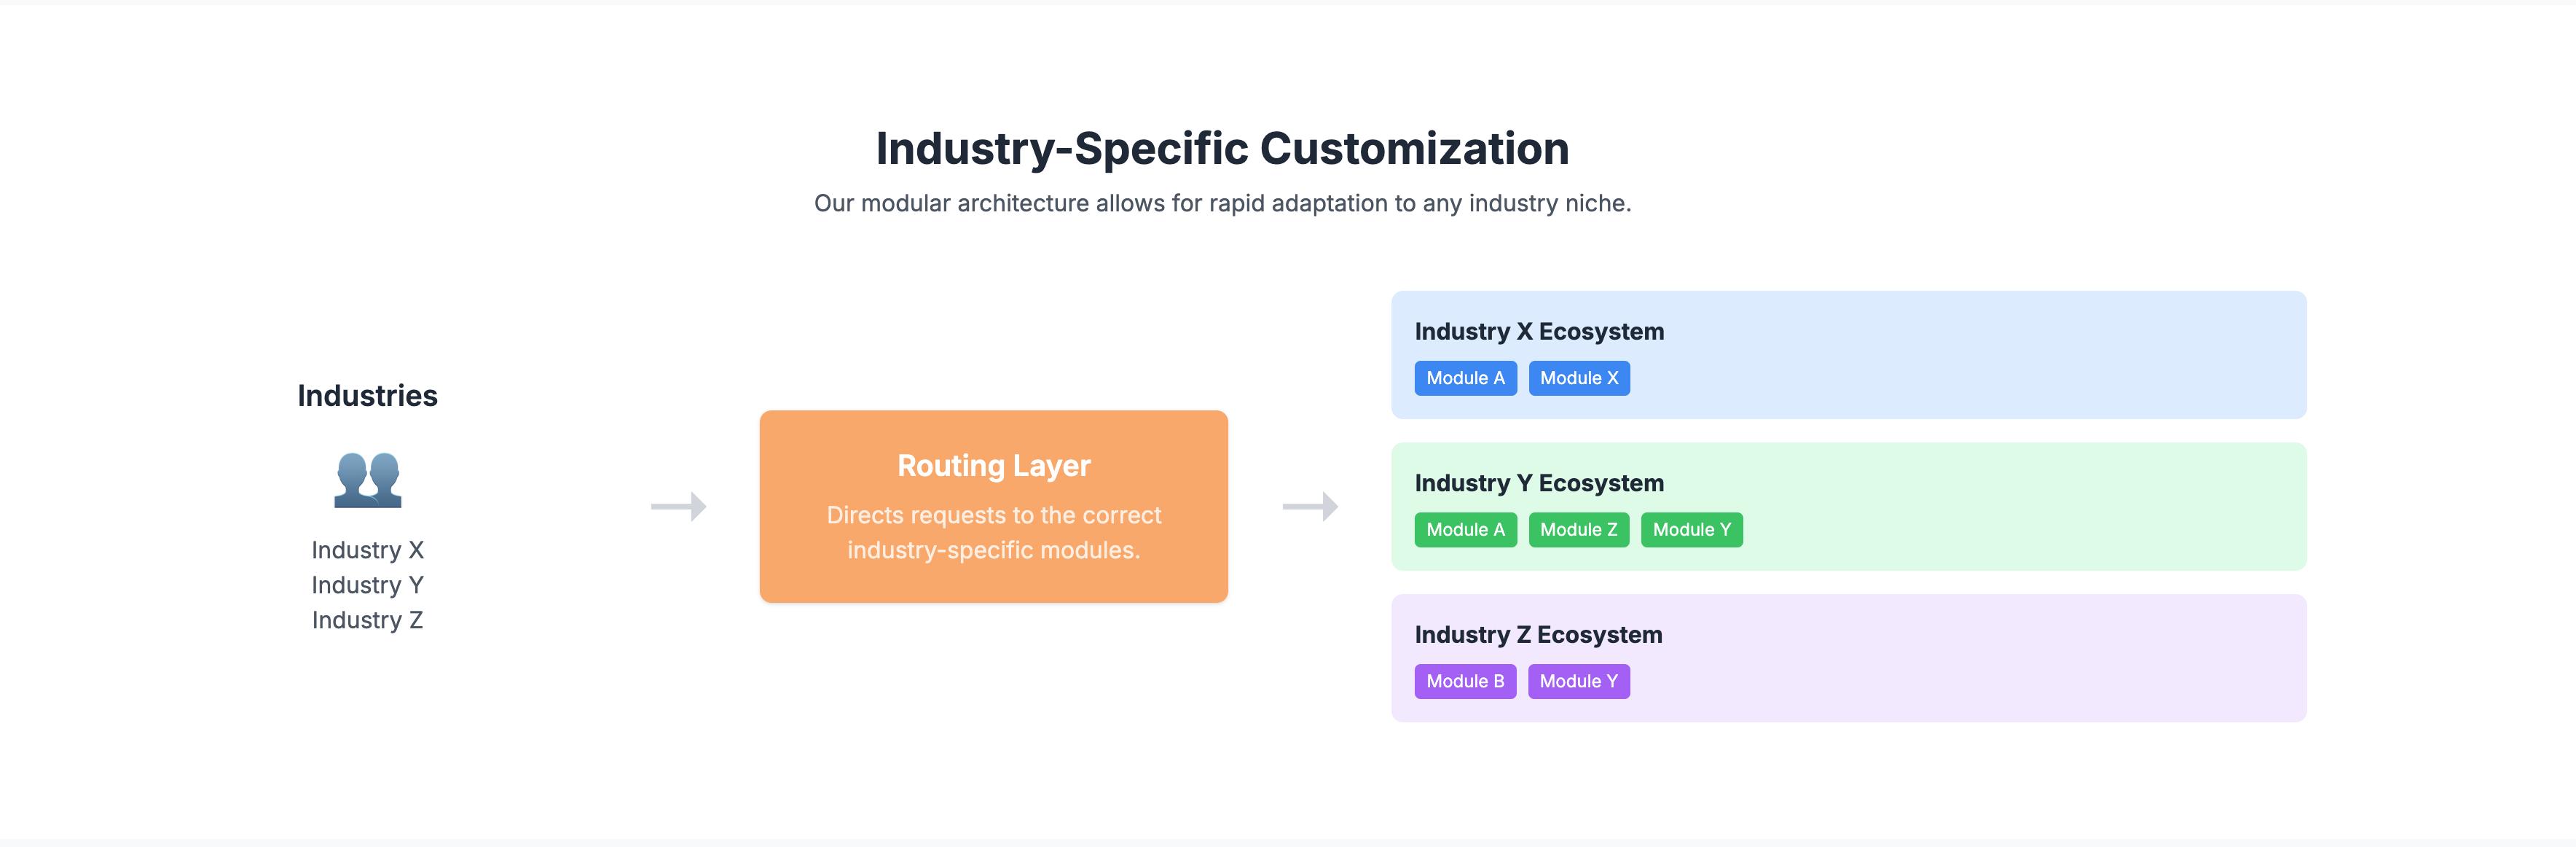 Industry-Specific Customization
Our modular architecture allows for rapid adaptation to any industry niche.
Industries
Industry X
Industry Y
Industry Z
Routing Layer
Directs requests to the correct
industry-specific modules.
Industry X Ecosystem
Module A Module X
Industry Y Ecosystem
Module A Module Z Module Y
Industry Z Ecosystem
Module B Module Y